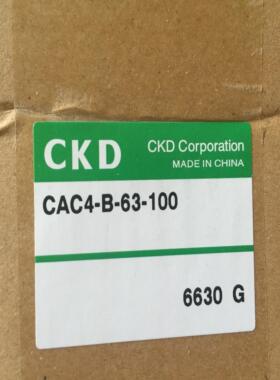 CKD
CKD Corporation
MADE IN CHINA
CAC4-B-63-100
6630 G